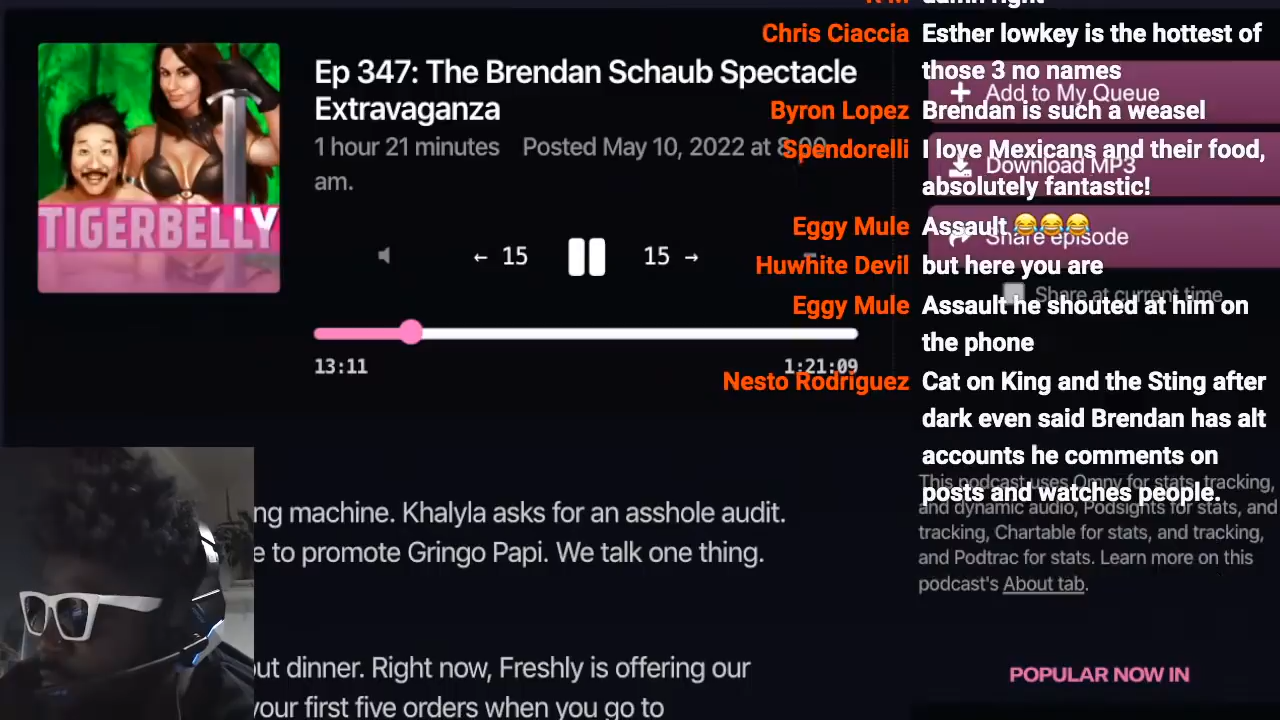 damn right
Chris Ciaccia Esther lowkey is the hottest of
those 3 no names
Byron Lopez Brendan is such a weasel
Spendorelli I love Mexicans and their food,
absolutely fantastic!
Eggy Mule Assault 😂😂😂
Huwhite Devil but here you are
Eggy Mule Assault he shouted at him on
the phone
Nesto Rodriguez Cat on King and the Sting after
dark even said Brendan has alt
accounts he comments on
posts and watches people.
TIGERBELLY
Ep 347: The Brendan Schaub Spectacle
Extravaganza
1 hour 21 minutes Posted May 10, 2022 at
am.
← 15 15 →
13:11 1:21:09
+ Add to My Queue
Download MP3
Share episode
Share at current time
ng machine. Khalyla asks for an asshole audit.
e to promote Gringo Papi. We talk one thing.
out dinner. Right now, Freshly is offering our
your first five orders when you go to
This podcast uses Omny for stats, tracking,
and dynamic audio, Podsights for stats, and
tracking, Chartable for stats, and tracking,
and Podtrac for stats. Learn more on this
podcast's About tab.
POPULAR NOW IN